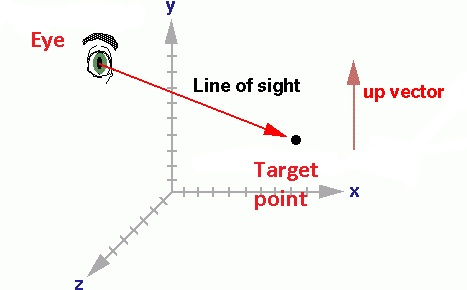 y
Eye
Line of sight
up vector
Target
point
x
z